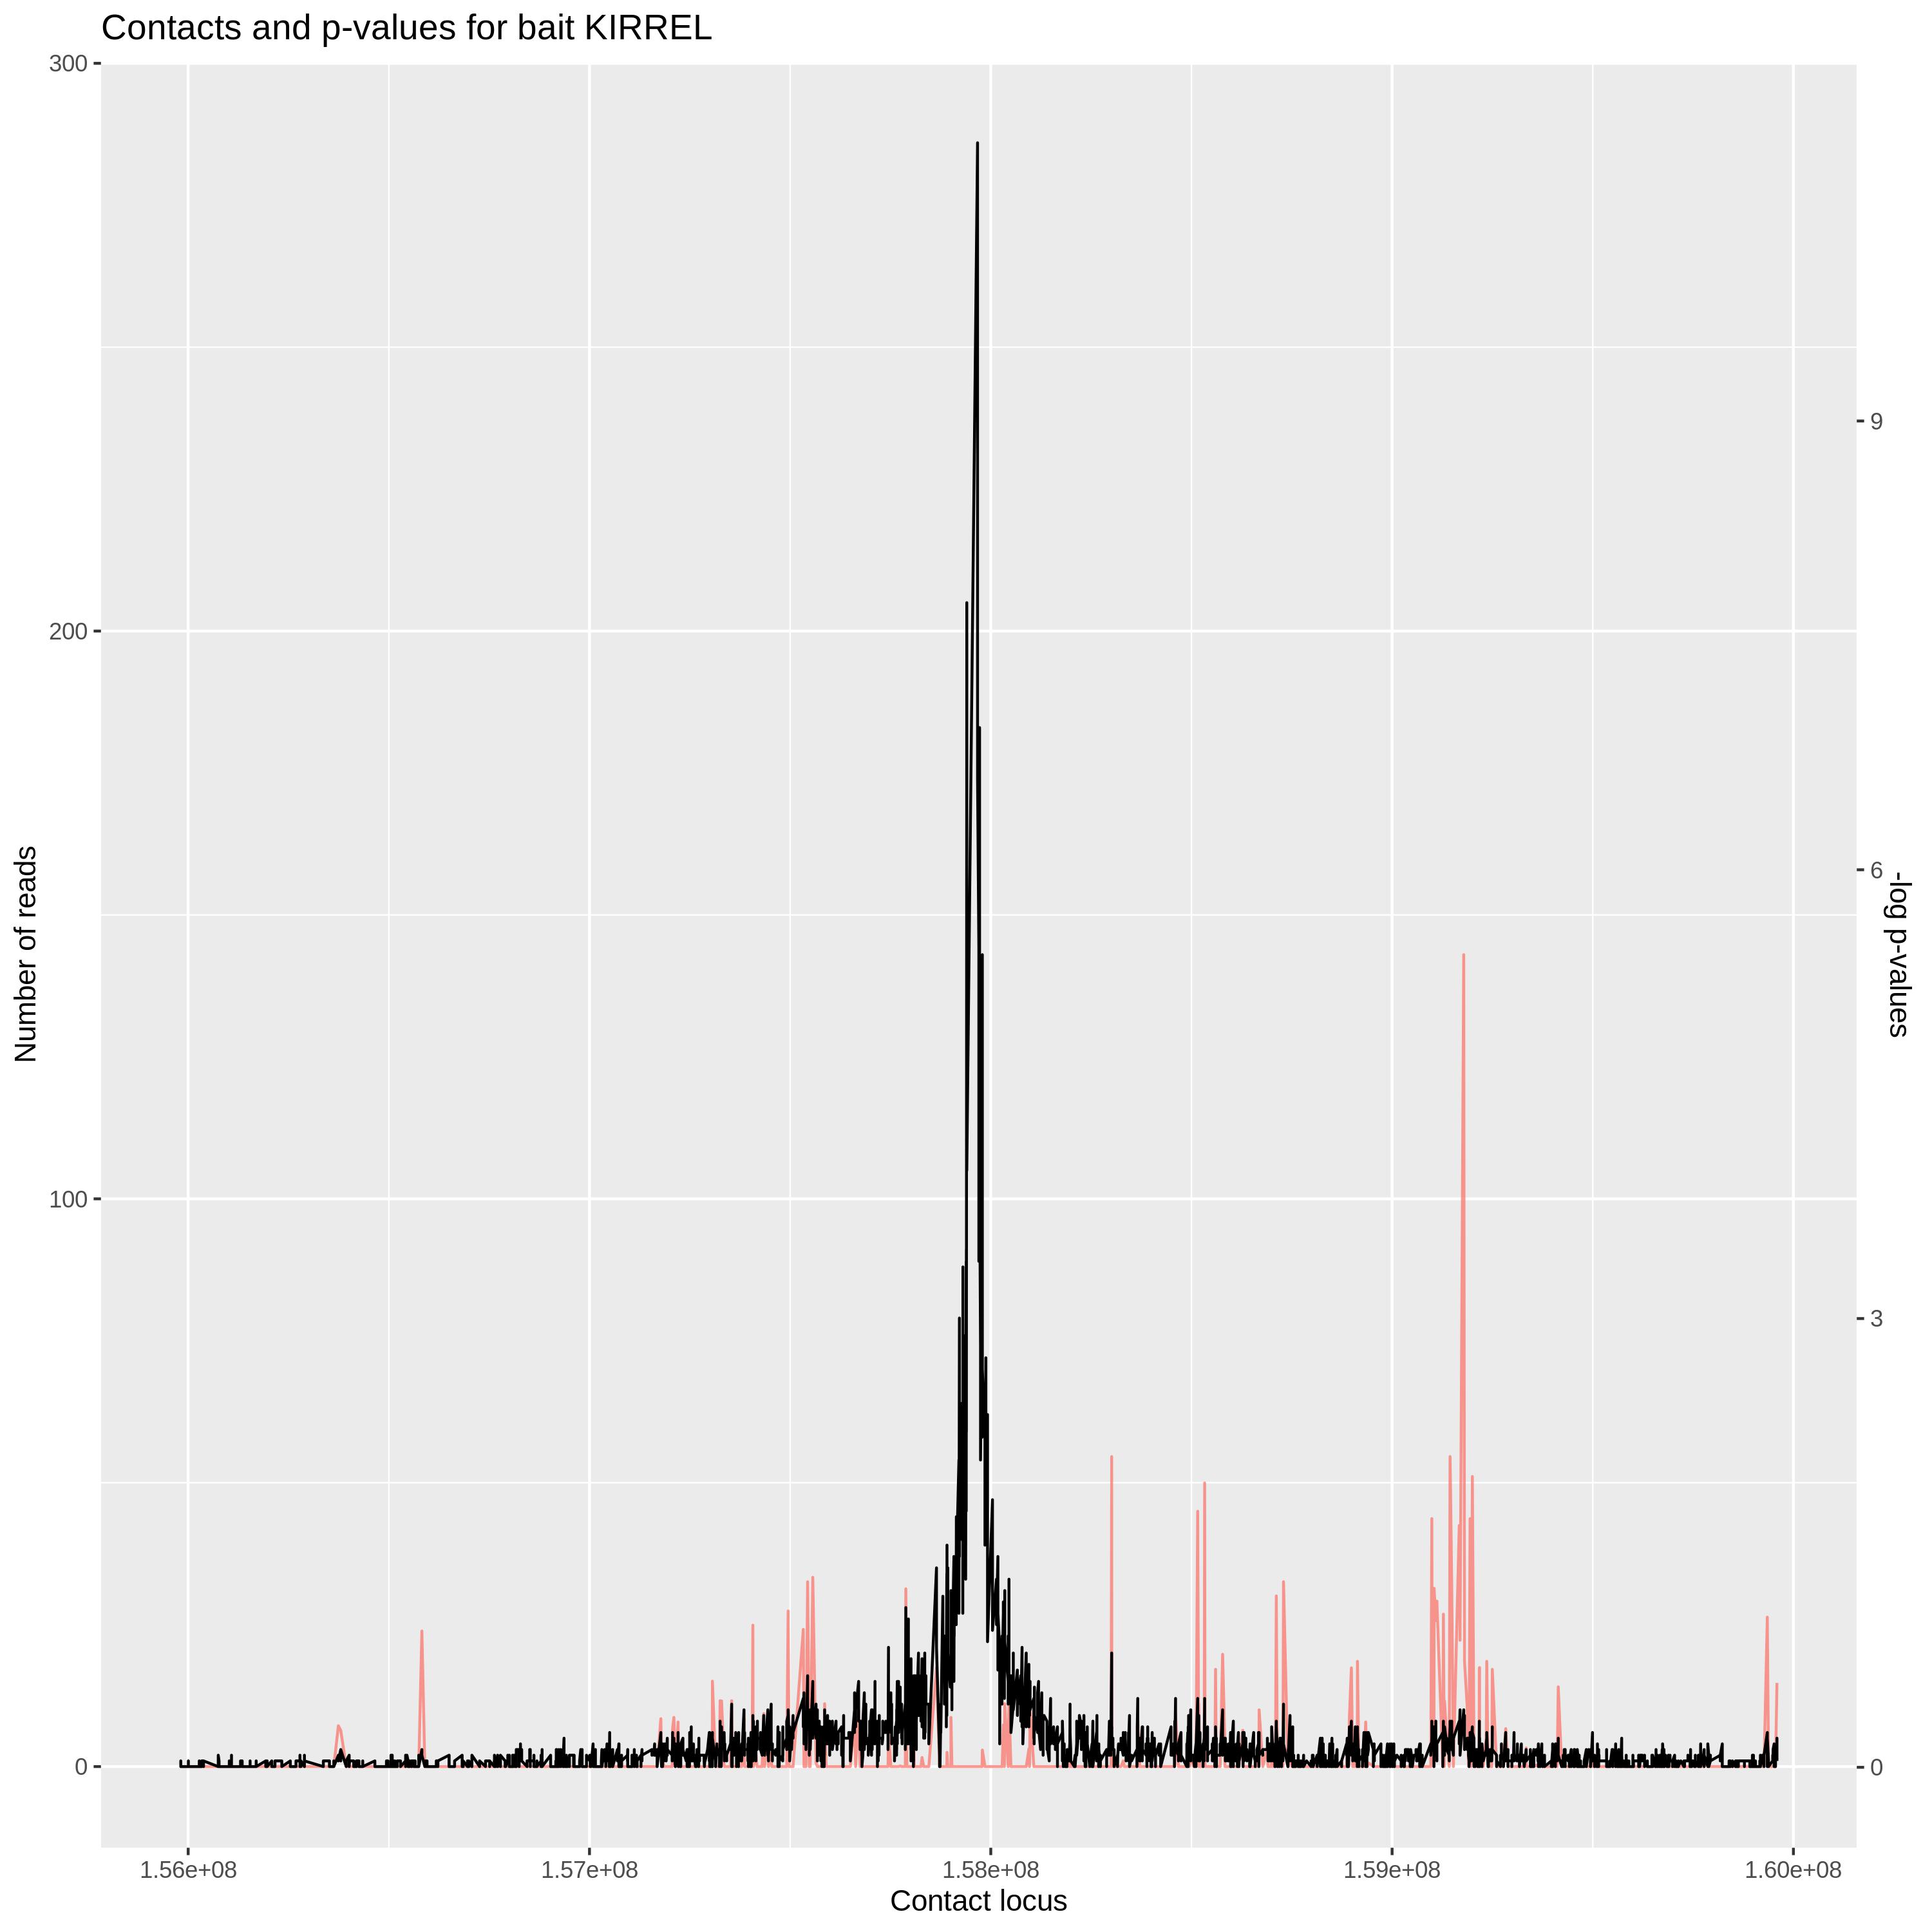 Contacts and p-values for bait KIRREL
300
200
100
0
Number of reads
9
6
3
0
-log p-values
1.56e+08
1.57e+08
1.58e+08
1.59e+08
1.60e+08
Contact locus